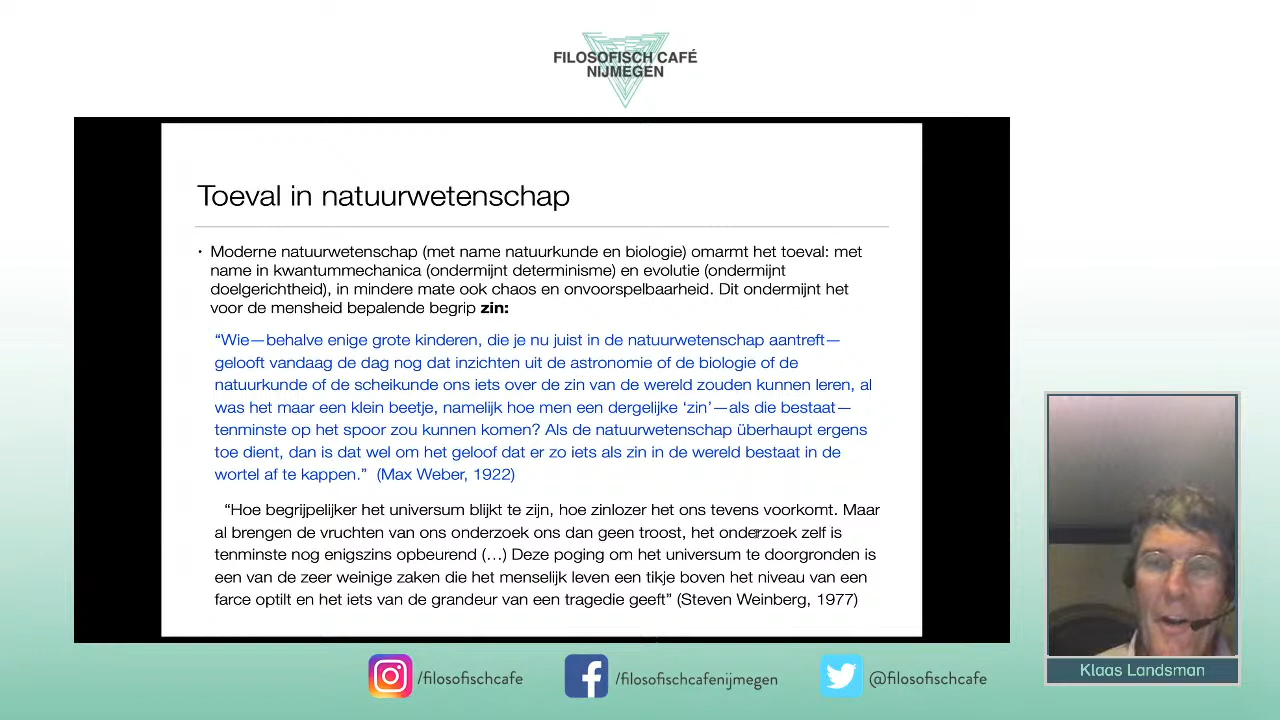 FILOSOFISCH CAFÉ
NIJMEGEN
Toeval in natuurwetenschap
• Moderne natuurwetenschap (met name natuurkunde en biologie) omarmt het toeval: met
name in kwantummechanica (ondermijnt determinisme) en evolutie (ondermijnt
doelgerichtheid), in mindere mate ook chaos en onvoorspelbaarheid. Dit ondermijnt het
voor de mensheid bepalende begrip zin:
“Wie—behalve enige grote kinderen, die je nu juist in de natuurwetenschap aantreft—
gelooft vandaag de dag nog dat inzichten uit de astronomie of de biologie of de
natuurkunde of de scheikunde ons iets over de zin van de wereld zouden kunnen leren, al
was het maar een klein beetje, namelijk hoe men een dergelijke ‘zin’—als die bestaat—
tenminste op het spoor zou kunnen komen? Als de natuurwetenschap überhaupt ergens
toe dient, dan is dat wel om het geloof dat er zo iets als zin in de wereld bestaat in de
wortel af te kappen.” (Max Weber, 1922)
“Hoe begrijpelijker het universum blijkt te zijn, hoe zinlozer het ons tevens voorkomt. Maar
al brengen de vruchten van ons onderzoek ons dan geen troost, het onderzoek zelf is
tenminste nog enigszins opbeurend (…) Deze poging om het universum te doorgronden is
een van de zeer weinige zaken die het menselijk leven een tikje boven het niveau van een
farce optilt en het iets van de grandeur van een tragedie geeft” (Steven Weinberg, 1977)
Klaas Landsman
/filosofischcafe
/filosofischcafenijmegen
@filosofischcafe